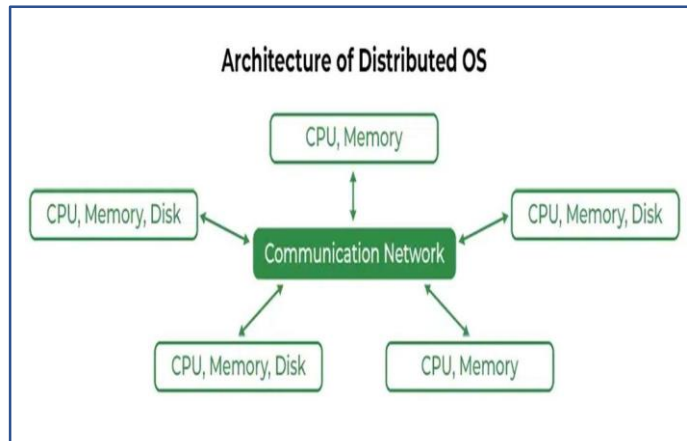 Architecture of Distributed OS
CPU, Memory
CPU, Memory, Disk
CPU, Memory, Disk
Communication Network
CPU, Memory, Disk
CPU, Memory